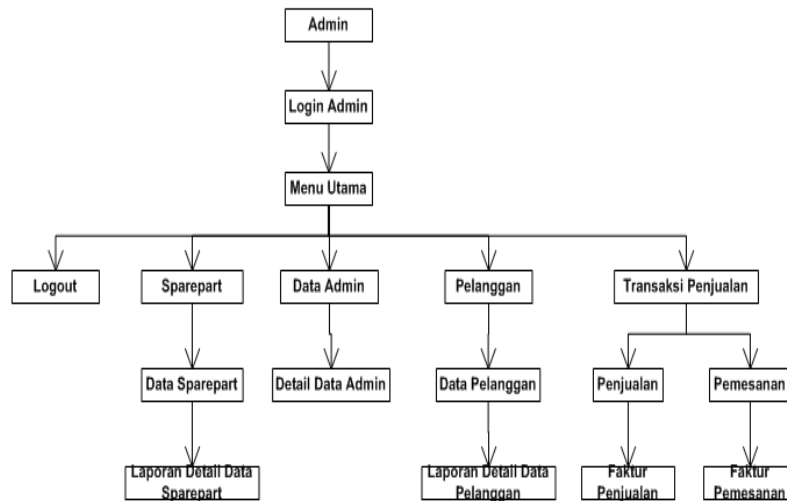 Admin
Login Admin
Menu Utama
Logout
Sparepart
Data Admin
Pelanggan
Transaksi Penjualan
Data Sparepart
Detail Data Admin
Data Pelanggan
Penjualan
Pemesanan
Laporan Detail Data
Sparepart
Laporan Detail Data
Pelanggan
Faktur
Penjualan
Faktur
Pemesanan